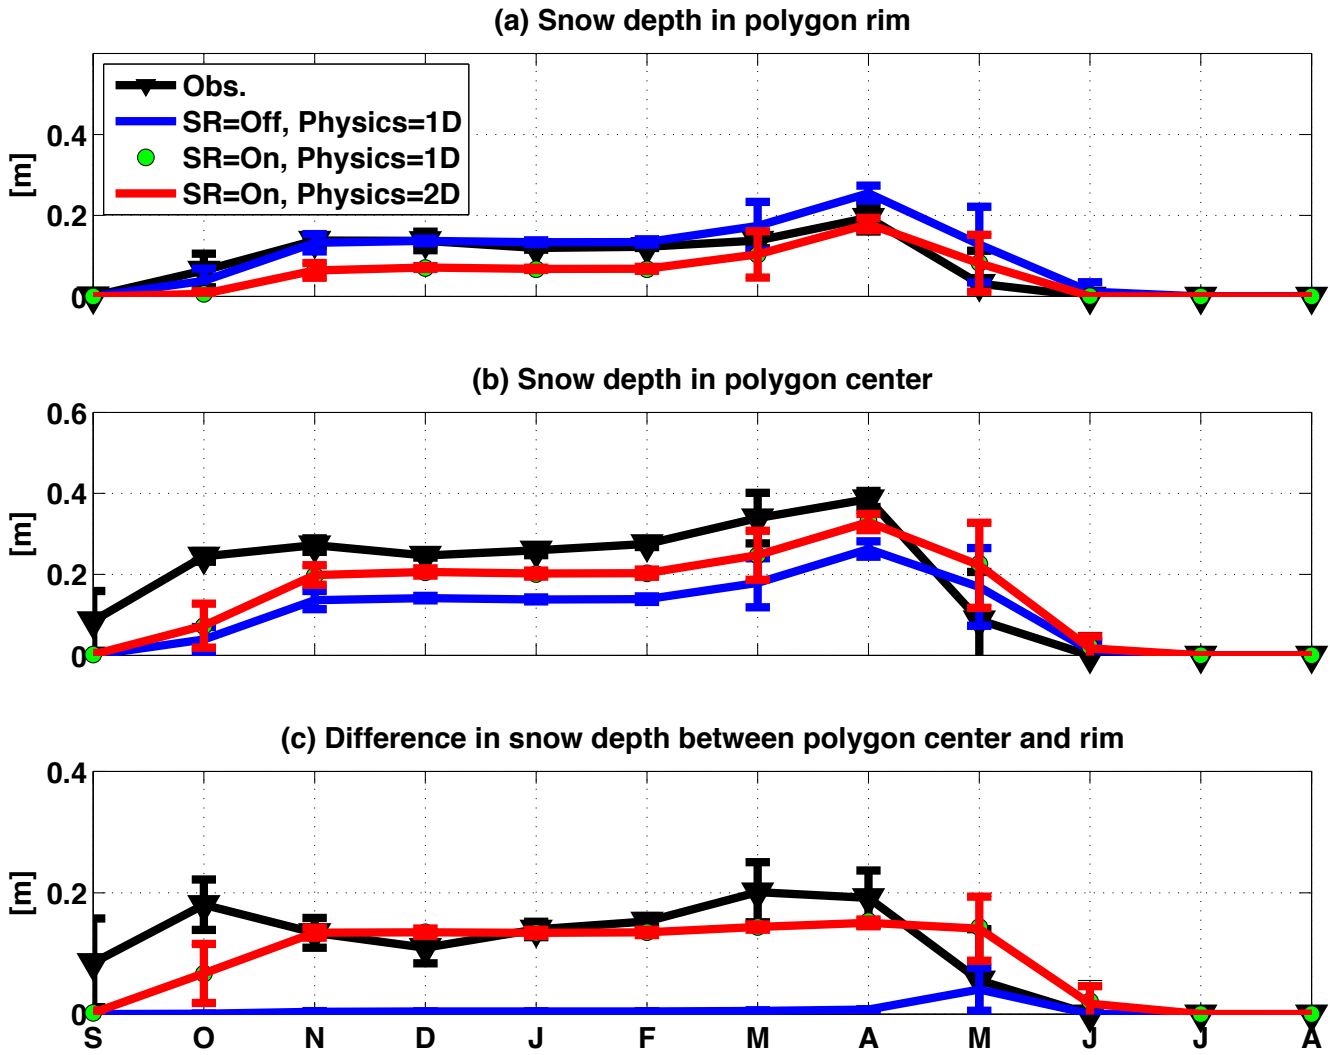 (a) Snow depth in polygon rim
Obs.
SR=Off, Physics=1D
SR=On, Physics=1D
SR=On, Physics=2D
0.4
0.2
0
[m]
(b) Snow depth in polygon center
0.6
0.4
0.2
0
[m]
(c) Difference in snow depth between polygon center and rim
0.4
0.2
0
[m]
S O N D J F M A M J J A